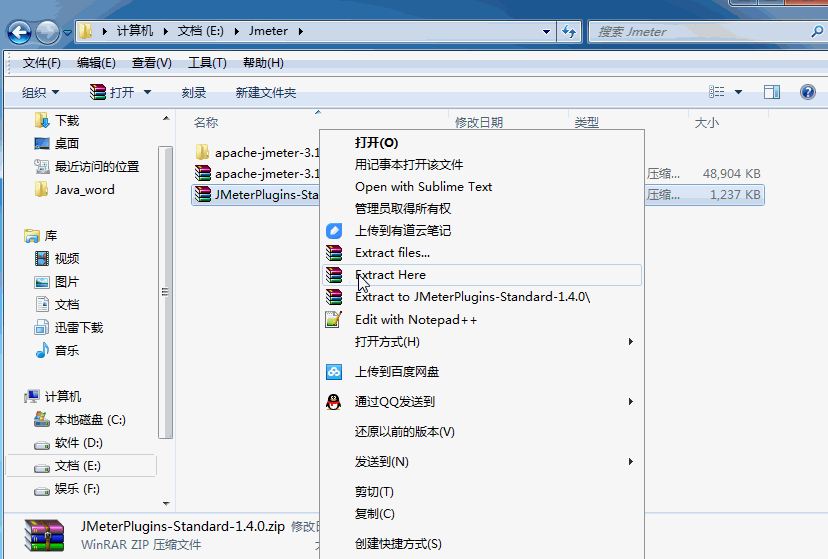 计算机 文档 (E:) Jmeter 搜索 Jmeter
文件(F) 编辑(E) 查看(V) 工具(T) 帮助(H)
组织 打开 刻录 新建文件夹
下载
桌面
最近访问的位置
Java_word
库
视频
图片
文档
迅雷下载
音乐
计算机
本地磁盘 (C:)
软件 (D:)
文档 (E:)
娱乐 (F:)
名称 修改日期 类型 大小
apache-jmeter-3.1
apache-jmeter-3.1 压缩... 48,904 KB
JMeterPlugins-Sta 压缩... 1,237 KB
打开(O)
用记事本打开该文件
Open with Sublime Text
管理员取得所有权
上传到有道云笔记
Extract files...
Extract Here
Extract to JMeterPlugins-Standard-1.4.0\
Edit with Notepad++
打开方式(H)
上传到百度网盘
通过QQ发送到
还原以前的版本(V)
发送到(N)
剪切(T)
复制(C)
创建快捷方式(S)
JMeterPlugins-Standard-1.4.0.zip 修改
WinRAR ZIP 压缩文件